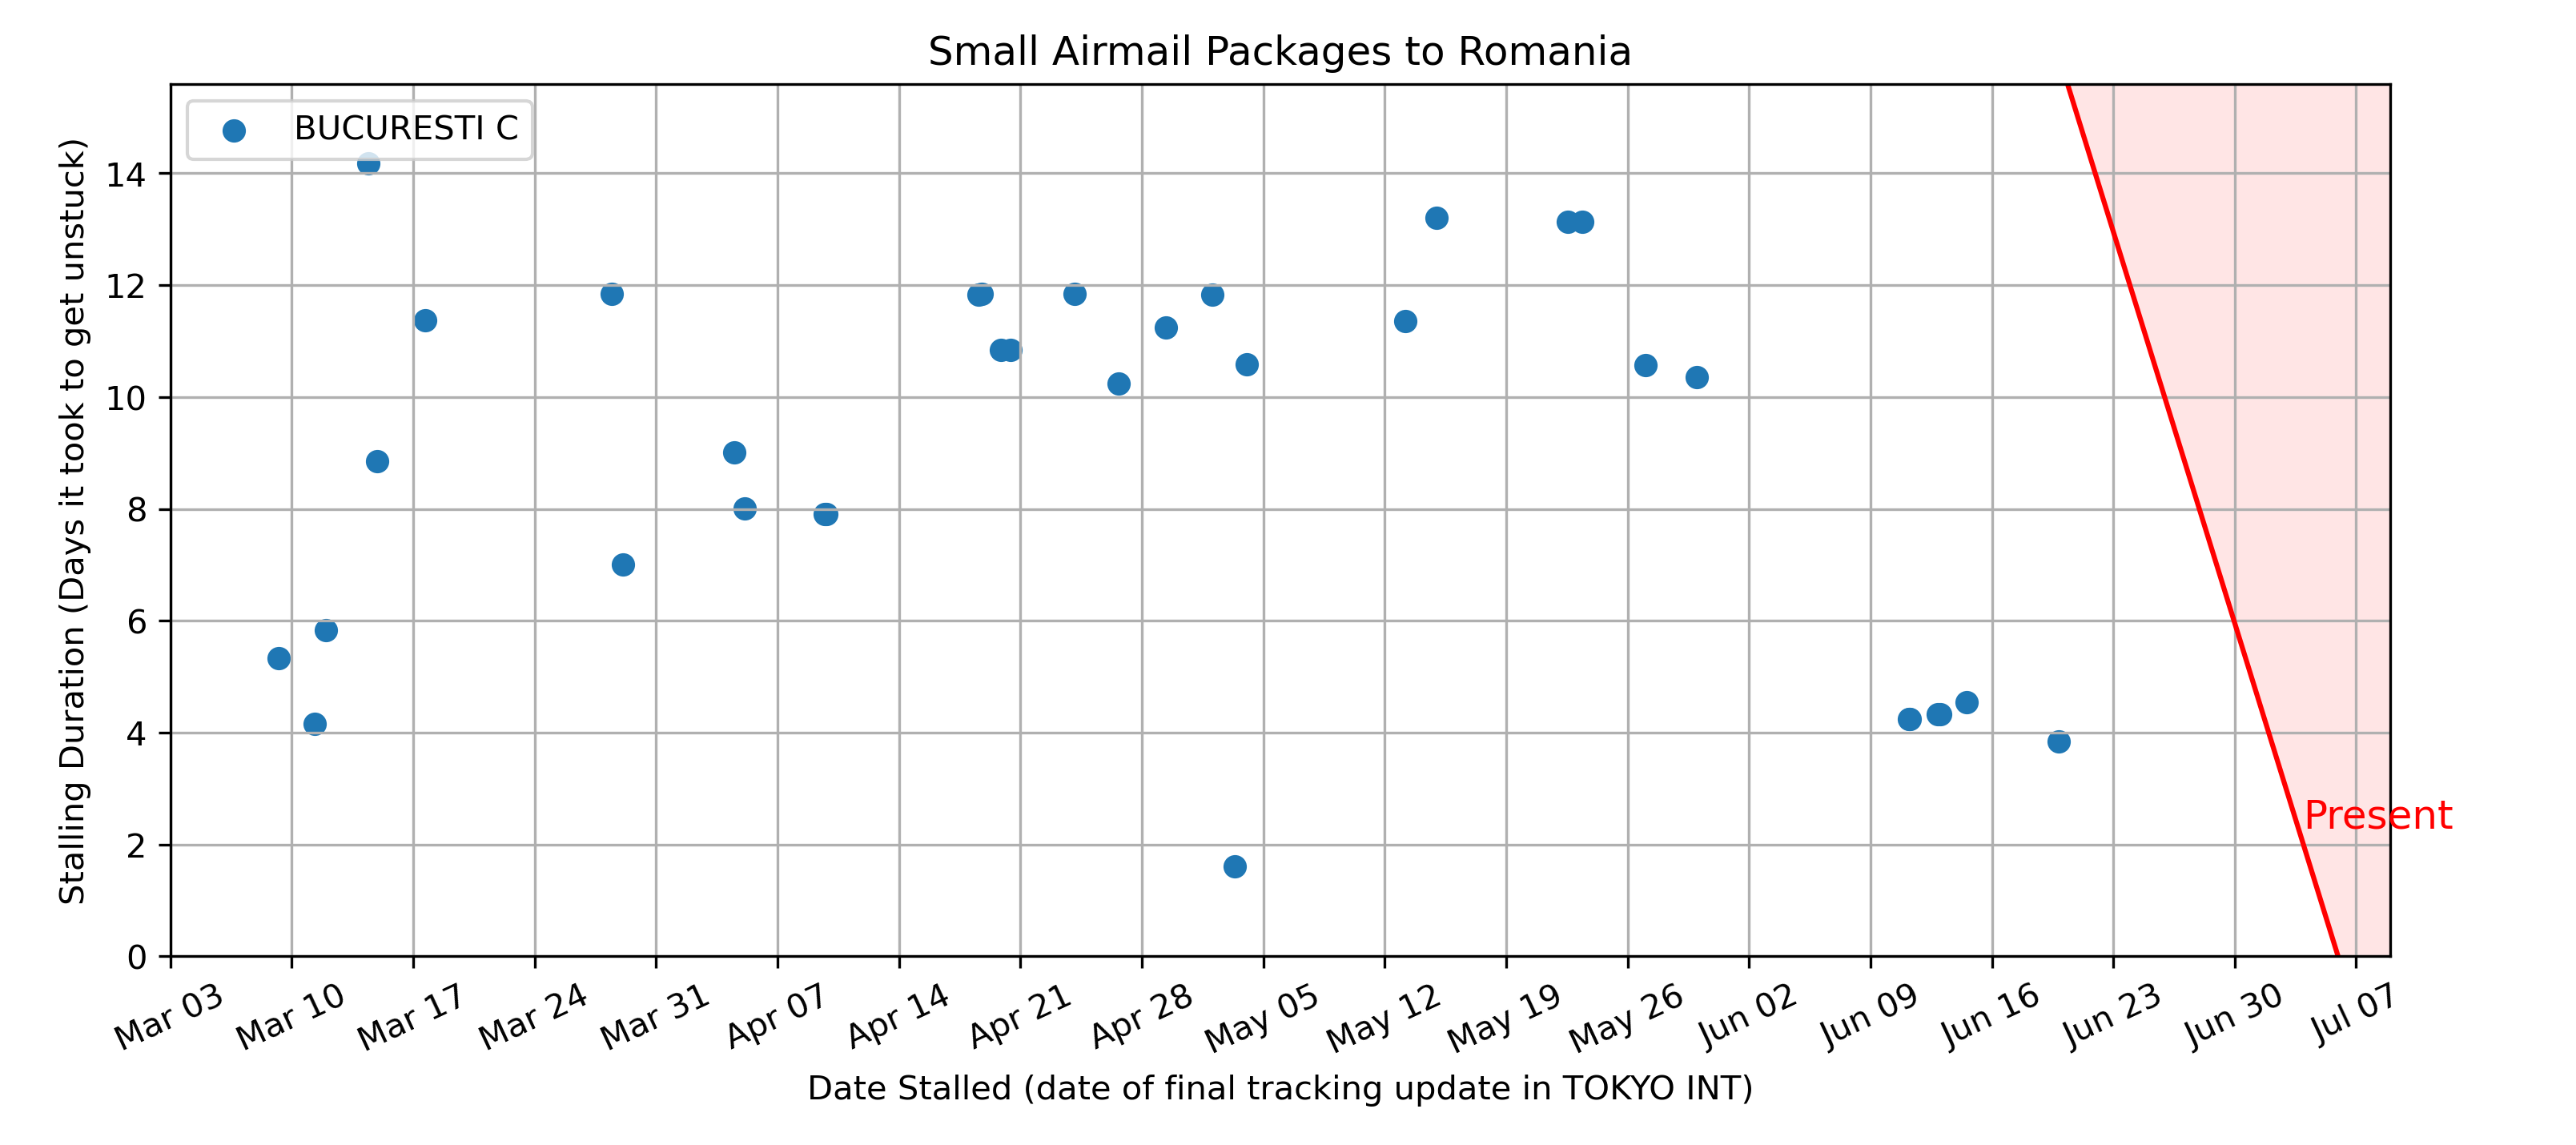 Small Airmail Packages to Romania
BUCURESTI C
Stalling Duration (Days it took to get unstuck)
14
12
10
8
6
4
2
0
Present
Mar 03
Mar 10
Mar 17
Mar 24
Mar 31
Apr 07
Apr 14
Apr 21
Apr 28
May 05
May 12
May 19
May 26
Jun 02
Jun 09
Jun 16
Jun 23
Jun 30
Jul 07
Date Stalled (date of final tracking update in TOKYO INT)